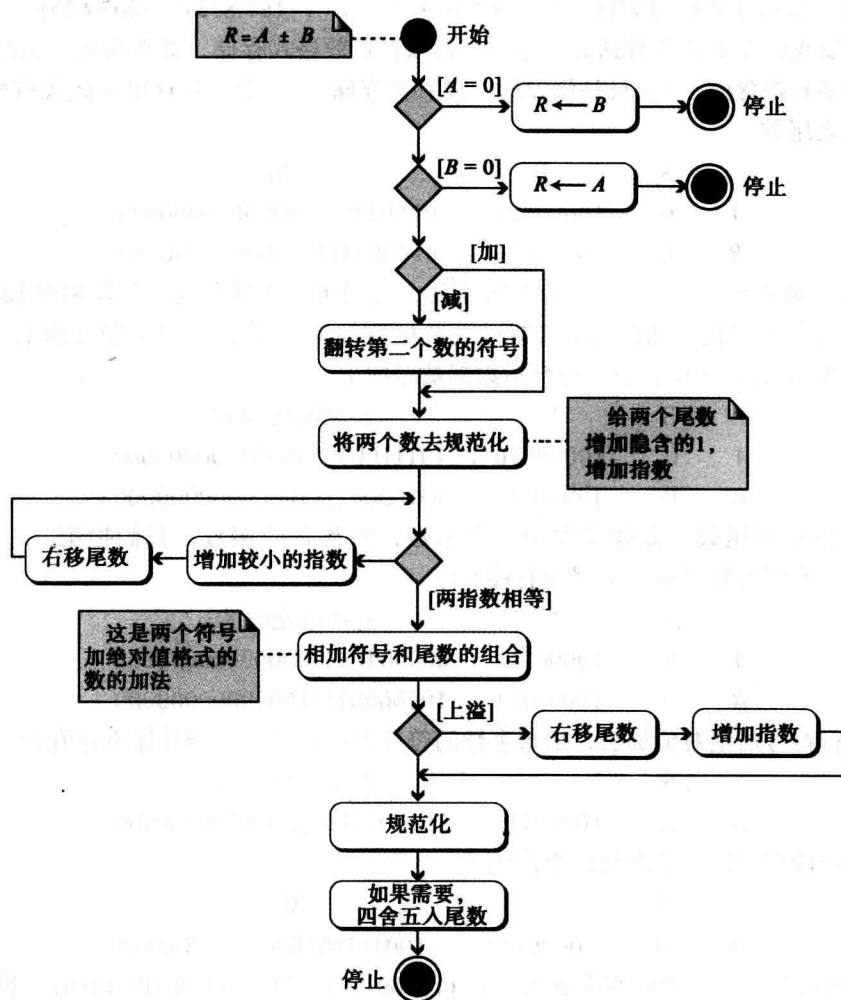 R = A ± B
开始
[A = 0]
R ← B
停止
[B = 0]
R ← A
停止
[加]
[减]
翻转第二个数的符号
将两个数去规范化
给两个尾数
增加隐含的1，
增加指数
右移尾数
增加较小的指数
[两指数相等]
这是两个符号
加绝对值格式的
数的加法
相加符号和尾数的组合
[上溢]
右移尾数
增加指数
规范化
如果需要，
四舍五入尾数
停止